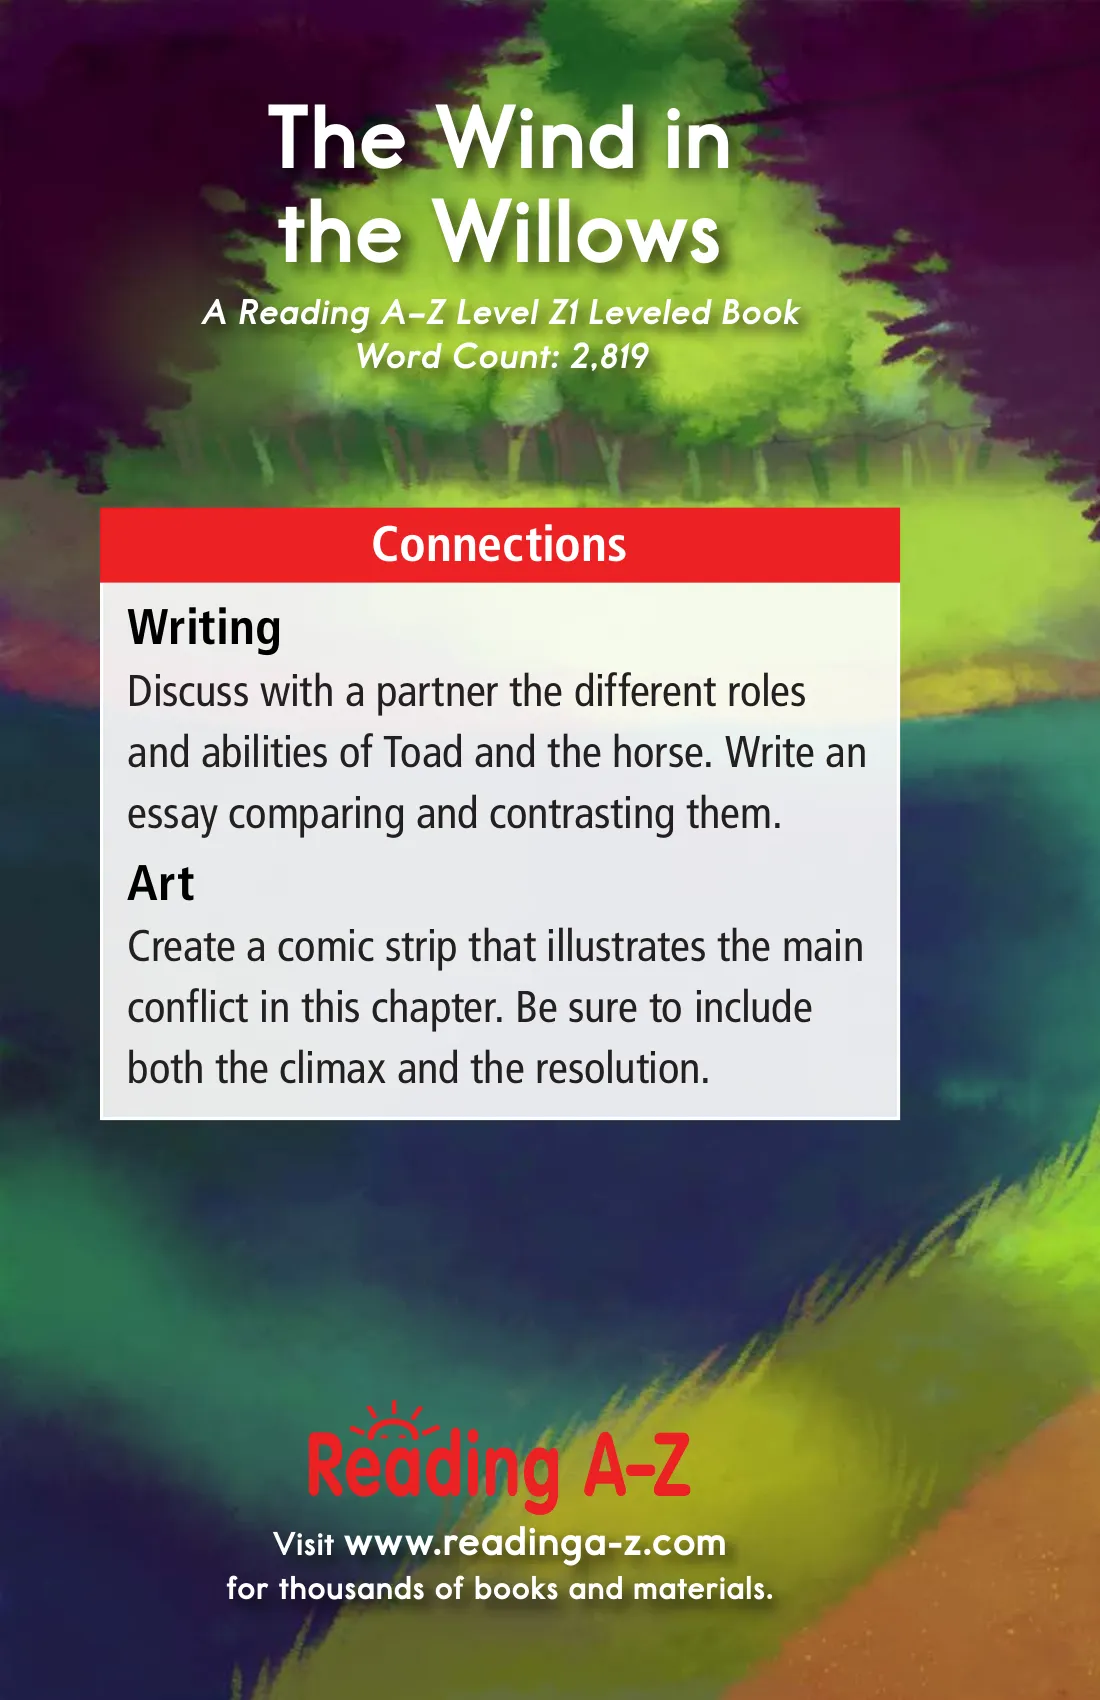 The Wind in
the Willows
A Reading A–Z Level Z1 Leveled Book
Word Count: 2,819
Connections
Writing
Discuss with a partner the different roles
and abilities of Toad and the horse. Write an
essay comparing and contrasting them.
Art
Create a comic strip that illustrates the main
conflict in this chapter. Be sure to include
both the climax and the resolution.
Reading A–Z
Visit www.readinga-z.com
for thousands of books and materials.